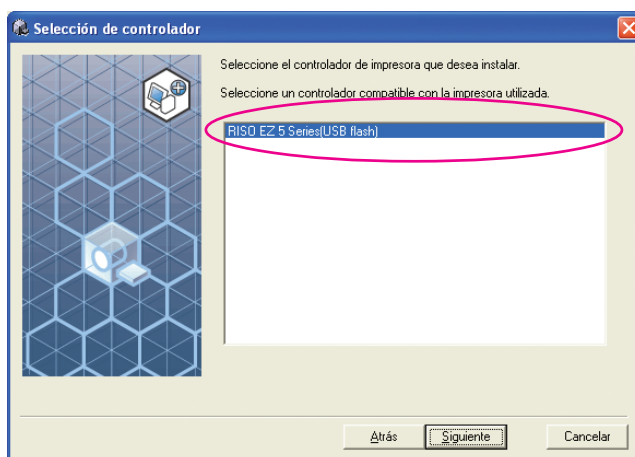 Selección de controlador
Seleccione el controlador de impresora que desea instalar.
Seleccione un controlador compatible con la impresora utilizada.
RISO EZ 5 Series(USB flash)
Atrás
Siguiente
Cancelar